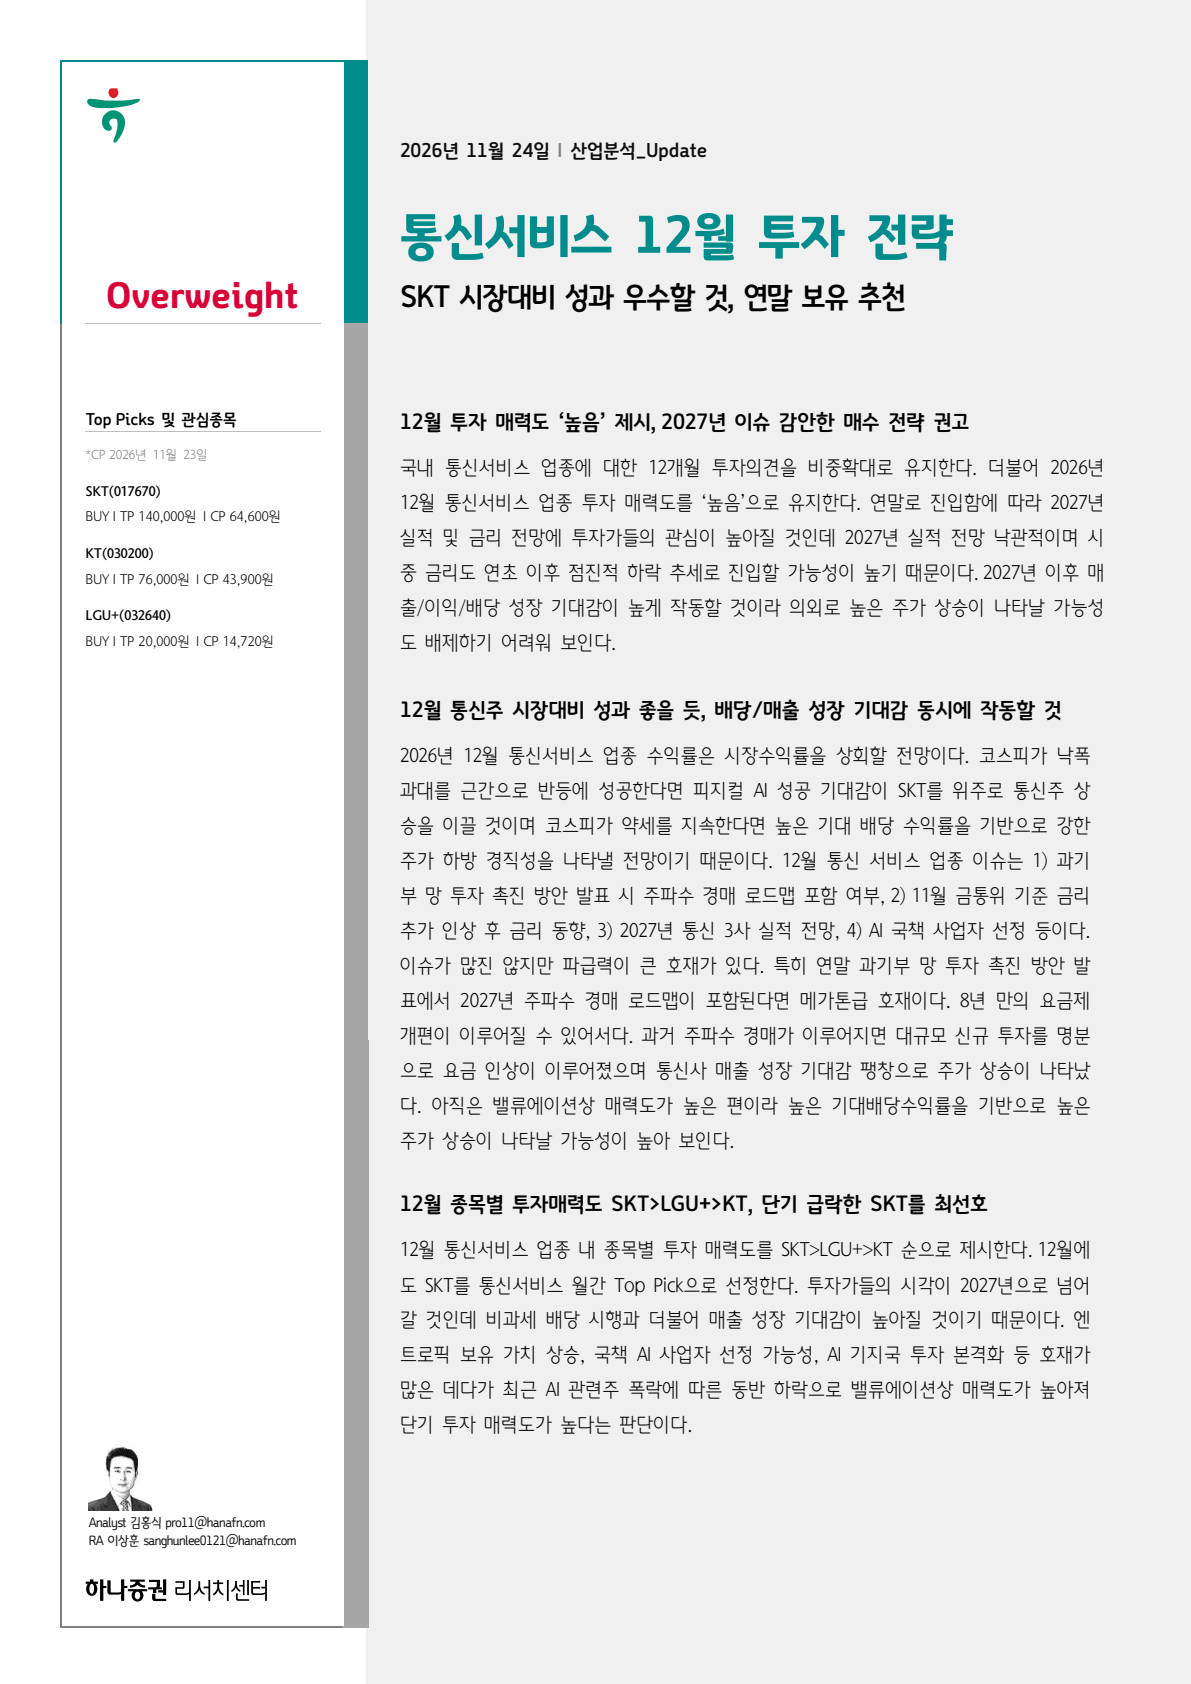 2026년 11월 24일 | 산업분석_Update
통신서비스 12월 투자 전략
SKT 시장대비 성과 우수할 것, 연말 보유 추천
Overweight
Top Picks 및 관심종목
*CP 2026년 11월 23일
SKT(017670)
BUY I TP 140,000원 I CP 64,600원
KT(030200)
BUY I TP 76,000원 I CP 43,900원
LGU+(032640)
BUY I TP 20,000원 I CP 14,720원
12월 투자 매력도 ‘높음’ 제시, 2027년 이슈 감안한 매수 전략 권고
국내 통신서비스 업종에 대한 12개월 투자의견을 비중확대로 유지한다. 더불어 2026년
12월 통신서비스 업종 투자 매력도를 ‘높음’으로 유지한다. 연말로 진입함에 따라 2027년
실적 및 금리 전망에 투자가들의 관심이 높아질 것인데 2027년 실적 전망 낙관적이며 시
중 금리도 연초 이후 점진적 하락 추세로 진입할 가능성이 높기 때문이다. 2027년 이후 매
출/이익/배당 성장 기대감이 높게 작동할 것이라 의외로 높은 주가 상승이 나타날 가능성
도 배제하기 어려워 보인다.
12월 통신주 시장대비 성과 좋을 듯, 배당/매출 성장 기대감 동시에 작동할 것
2026년 12월 통신서비스 업종 수익률은 시장수익률을 상회할 전망이다. 코스피가 낙폭
과대를 근간으로 반등에 성공한다면 피지컬 AI 성공 기대감이 SKT를 위주로 통신주 상
승을 이끌 것이며 코스피가 약세를 지속한다면 높은 기대 배당 수익률을 기반으로 강한
주가 하방 경직성을 나타낼 전망이기 때문이다. 12월 통신 서비스 업종 이슈는 1) 과기
부 망 투자 촉진 방안 발표 시 주파수 경매 로드맵 포함 여부, 2) 11월 금통위 기준 금리
추가 인상 후 금리 동향, 3) 2027년 통신 3사 실적 전망, 4) AI 국책 사업자 선정 등이다.
이슈가 많진 않지만 파급력이 큰 호재가 있다. 특히 연말 과기부 망 투자 촉진 방안 발
표에서 2027년 주파수 경매 로드맵이 포함된다면 메가톤급 호재이다. 8년 만의 요금제
개편이 이루어질 수 있어서다. 과거 주파수 경매가 이루어지면 대규모 신규 투자를 명분
으로 요금 인상이 이루어졌으며 통신사 매출 성장 기대감 팽창으로 주가 상승이 나타났
다. 아직은 밸류에이션상 매력도가 높은 편이라 높은 기대배당수익률을 기반으로 높은
주가 상승이 나타날 가능성이 높아 보인다.
12월 종목별 투자매력도 SKT>LGU+>KT, 단기 급락한 SKT를 최선호
12월 통신서비스 업종 내 종목별 투자 매력도를 SKT>LGU+>KT 순으로 제시한다. 12월에
도 SKT를 통신서비스 월간 Top Pick으로 선정한다. 투자가들의 시각이 2027년으로 넘어
갈 것인데 비과세 배당 시행과 더불어 매출 성장 기대감이 높아질 것이기 때문이다. 엔
트로픽 보유 가치 상승, 국책 AI 사업자 선정 가능성, AI 기지국 투자 본격화 등 호재가
많은 데다가 최근 AI 관련주 폭락에 따른 동반 하락으로 밸류에이션상 매력도가 높아져
단기 투자 매력도가 높다는 판단이다.
Analyst 김홍식 pro11@hanafn.com
RA 이상훈 sanghunlee0121@hanafn.com
하나증권 리서치센터